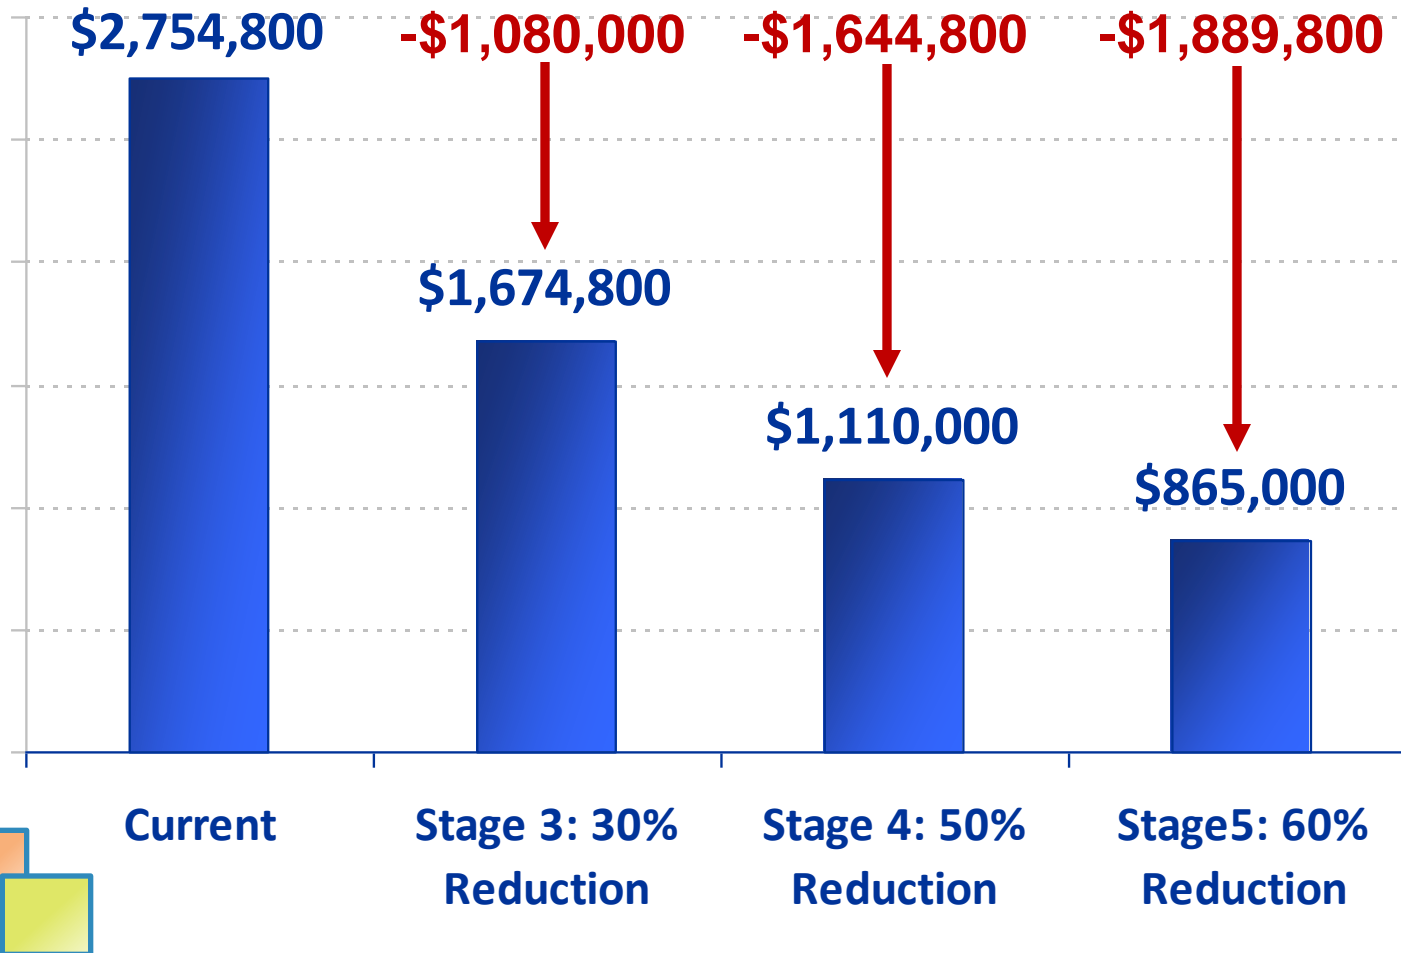 $2,754,800
-$1,080,000
-$1,644,800
-$1,889,800
$1,674,800
$1,110,000
$865,000
Current
Stage 3: 30%
Reduction
Stage 4: 50%
Reduction
Stage5: 60%
Reduction